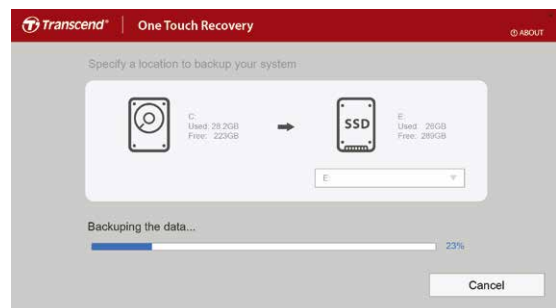 Transcend® One Touch Recovery
ABOUT
Specify a location to backup your system
C:
Used: 28.2GB
Free: 223GB
SSD
E:
Used: 26GB
Free: 289GB
E:
Backuping the data...
23%
Cancel